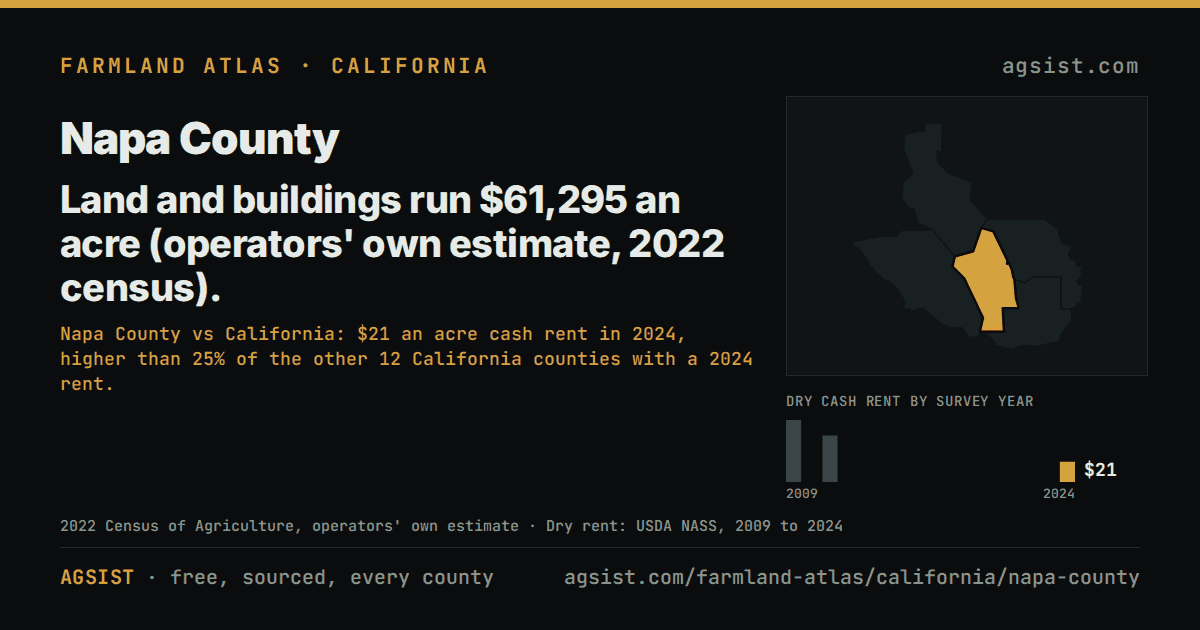 FARMLAND ATLAS · CALIFORNIA
agsist.com
Napa County
Land and buildings run $61,295 an
acre (operators' own estimate, 2022
census).
Napa County vs California: $21 an acre cash rent in 2024,
higher than 25% of the other 12 California counties with a 2024
rent.
DRY CASH RENT BY SURVEY YEAR
$21
2009
2024
2022 Census of Agriculture, operators' own estimate · Dry rent: USDA NASS, 2009 to 2024
AGSIST · free, sourced, every county
agsist.com/farmland-atlas/california/napa-county